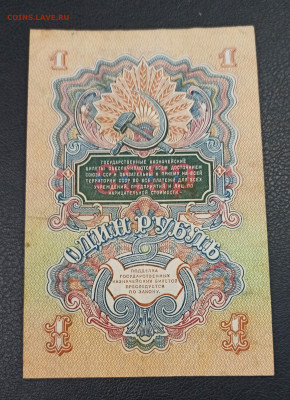 COINS.LAVE.RU
1 1
ГОСУДАРСТВЕННЫЕ КАЗНАЧЕЙСКИЕ
БИЛЕТЫ ОБЕСПЕЧИВАЮТСЯ ВСЕМ ДОСТОЯНИЕМ
СОЮЗА ССР И ОБЯЗАТЕЛЬНЫ К ПРИЕМУ НА ВСЕЙ
ТЕРРИТОРИИ СССР ВО ВСЕ ПЛАТЕЖИ ДЛЯ ВСЕХ
УЧРЕЖДЕНИЙ, ПРЕДПРИЯТИЙ И ЛИЦ ПО
НАРИЦАТЕЛЬНОЙ СТОИМОСТИ
ОДИН РУБЛЬ
ПОДДЕЛКА
ГОСУДАРСТВЕННЫХ
КАЗНАЧЕЙСКИХ БИЛЕТОВ
ПРЕСЛЕДУЕТСЯ
ПО ЗАКОНУ.
1 1